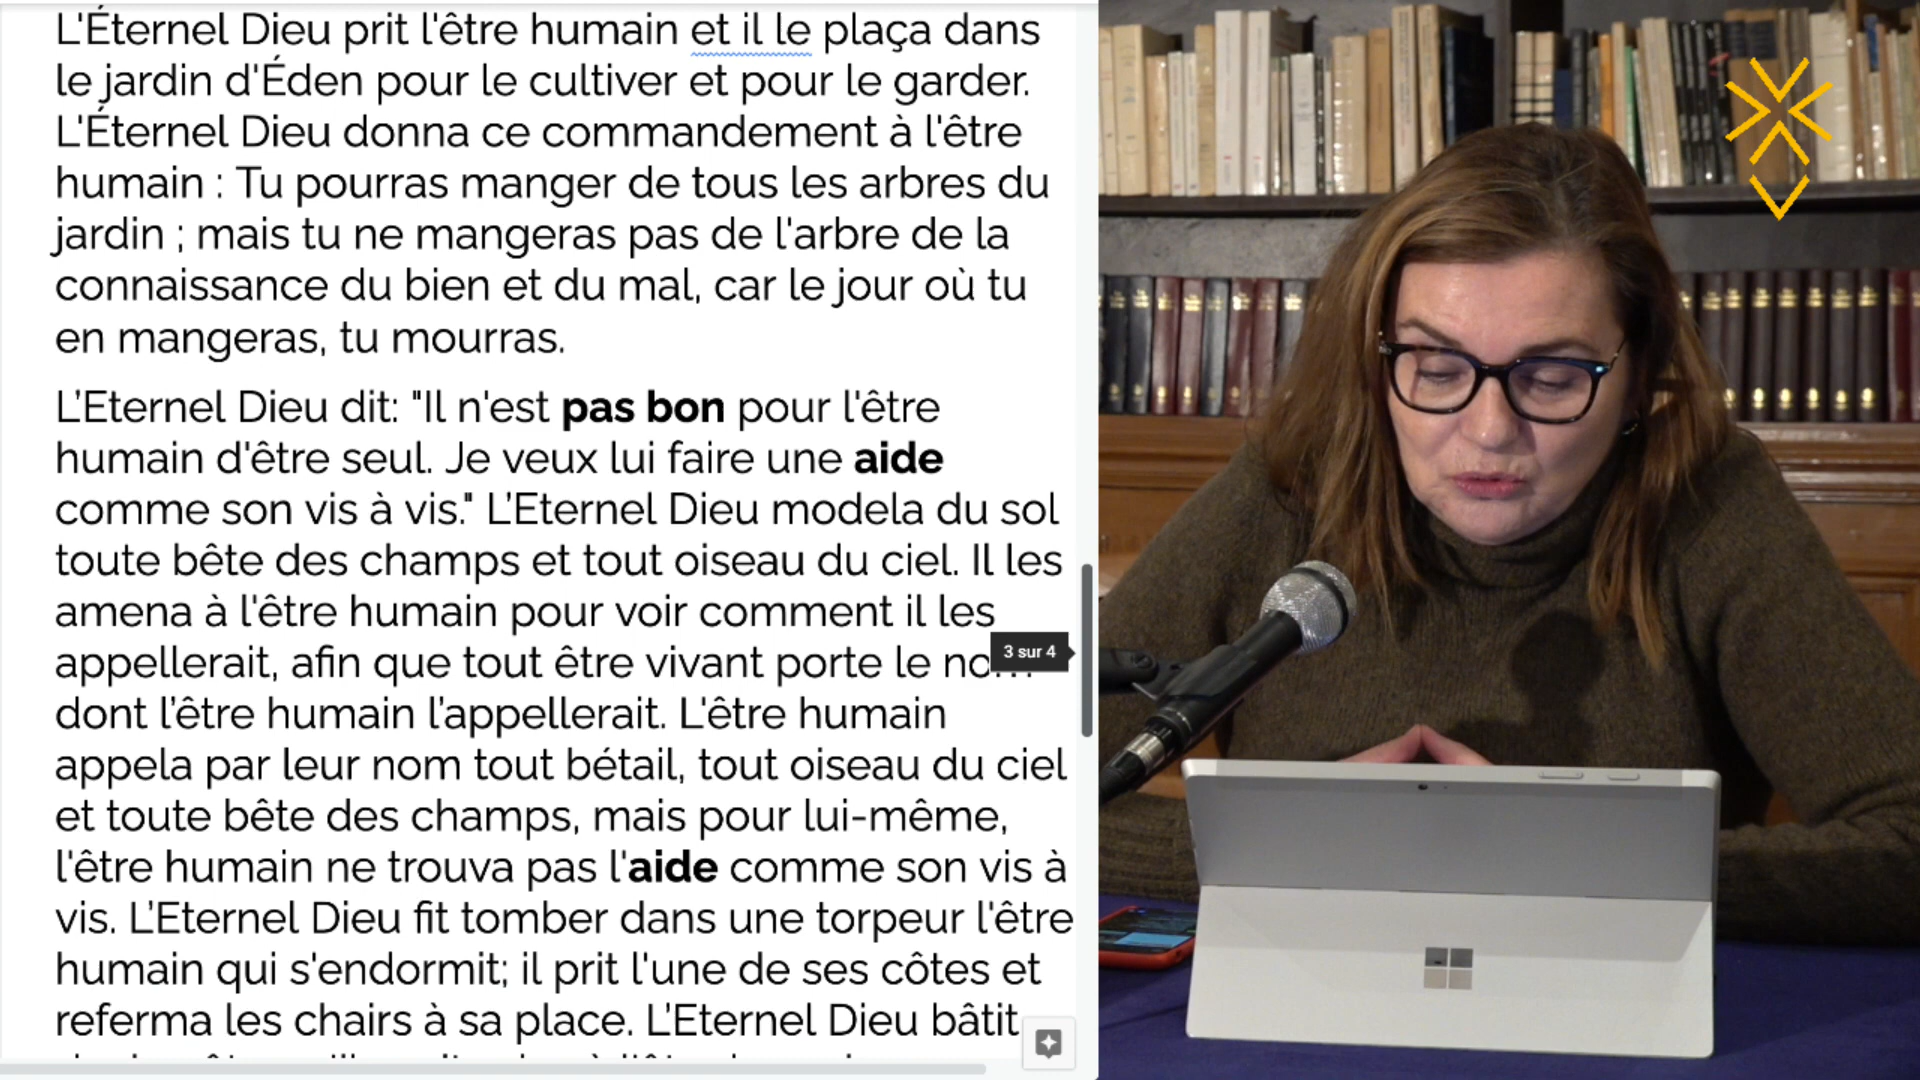 L'Éternel Dieu prit l'être humain et il le plaça dans
le jardin d'Éden pour le cultiver et pour le garder.
L'Éternel Dieu donna ce commandement à l'être
humain : Tu pourras manger de tous les arbres du
jardin ; mais tu ne mangeras pas de l'arbre de la
connaissance du bien et du mal, car le jour où tu
en mangeras, tu mourras.
L’Eternel Dieu dit: "Il n'est pas bon pour l'être
humain d'être seul. Je veux lui faire une aide
comme son vis à vis." L’Eternel Dieu modela du sol
toute bête des champs et tout oiseau du ciel. Il les
amena à l'être humain pour voir comment il les
appellerait, afin que tout être vivant porte le
3 sur 4
dont l’être humain l’appellerait. L'être humain
appela par leur nom tout bétail, tout oiseau du ciel
et toute bête des champs, mais pour lui-même,
l'être humain ne trouva pas l'aide comme son vis à
vis. L’Eternel Dieu fit tomber dans une torpeur l'être
humain qui s'endormit; il prit l'une de ses côtes et
referma les chairs à sa place. L’Eternel Dieu bâtit